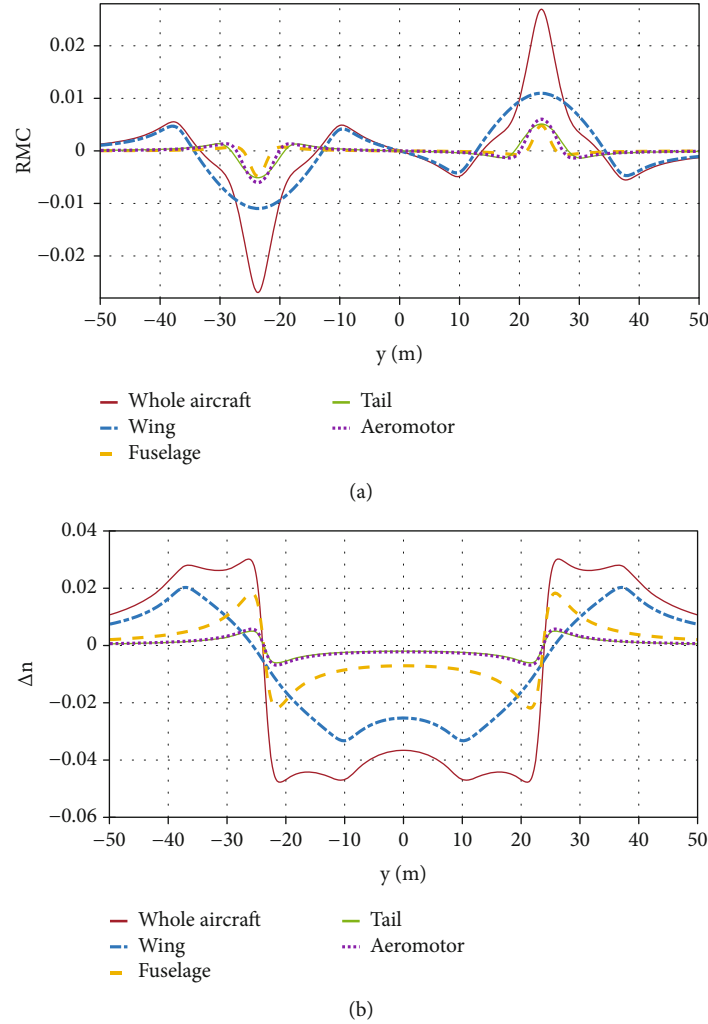 0.02
0.01
0
−0.01
−0.02
RMC
−50 −40 −30 −20 −10 0 10 20 30 40 50
y (m)
Whole aircraft Tail
Wing Aeromotor
Fuselage
(a)
0.04
0.02
0
−0.02
−0.04
−0.06
Δn
−50 −40 −30 −20 −10 0 10 20 30 40 50
y (m)
Whole aircraft Tail
Wing Aeromotor
Fuselage
(b)